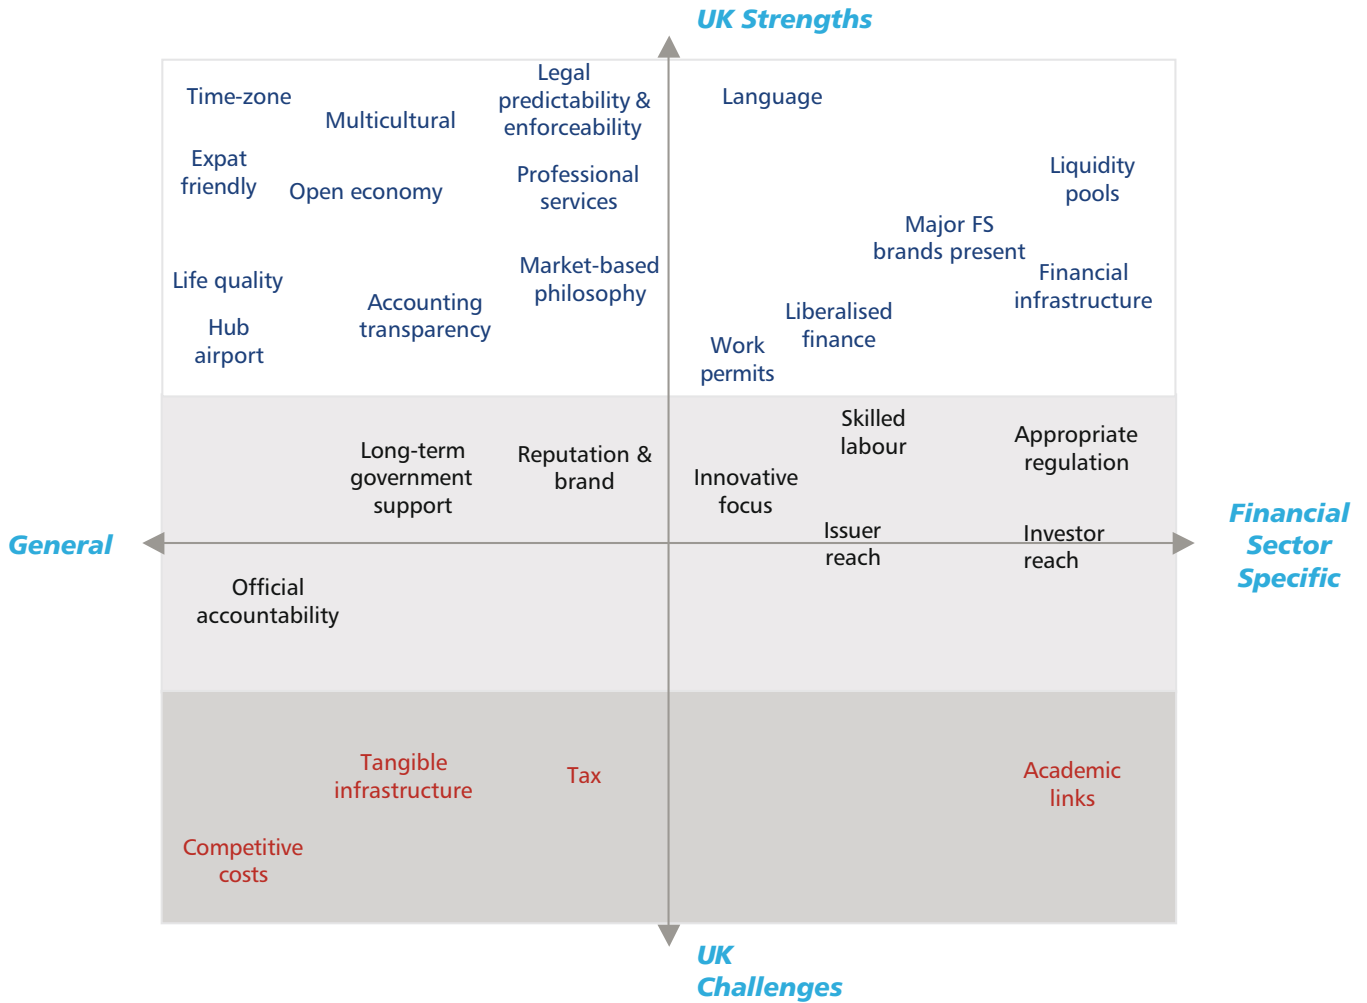 UK Strengths
Time-zone
Multicultural
Legal
predictability &
enforceability
Language
Expat
friendly
Open economy
Professional
services
Liquidity
pools
Major FS
brands present
Life quality
Accounting
transparency
Market-based
philosophy
Financial
infrastructure
Hub
airport
Liberalised
finance
Work
permits
Long-term
government
support
Reputation &
brand
Innovative
focus
Skilled
labour
Appropriate
regulation
General
Issuer
reach
Investor
reach
Financial
Sector
Specific
Official
accountability
Tangible
infrastructure
Tax
Academic
links
Competitive
costs
UK
Challenges